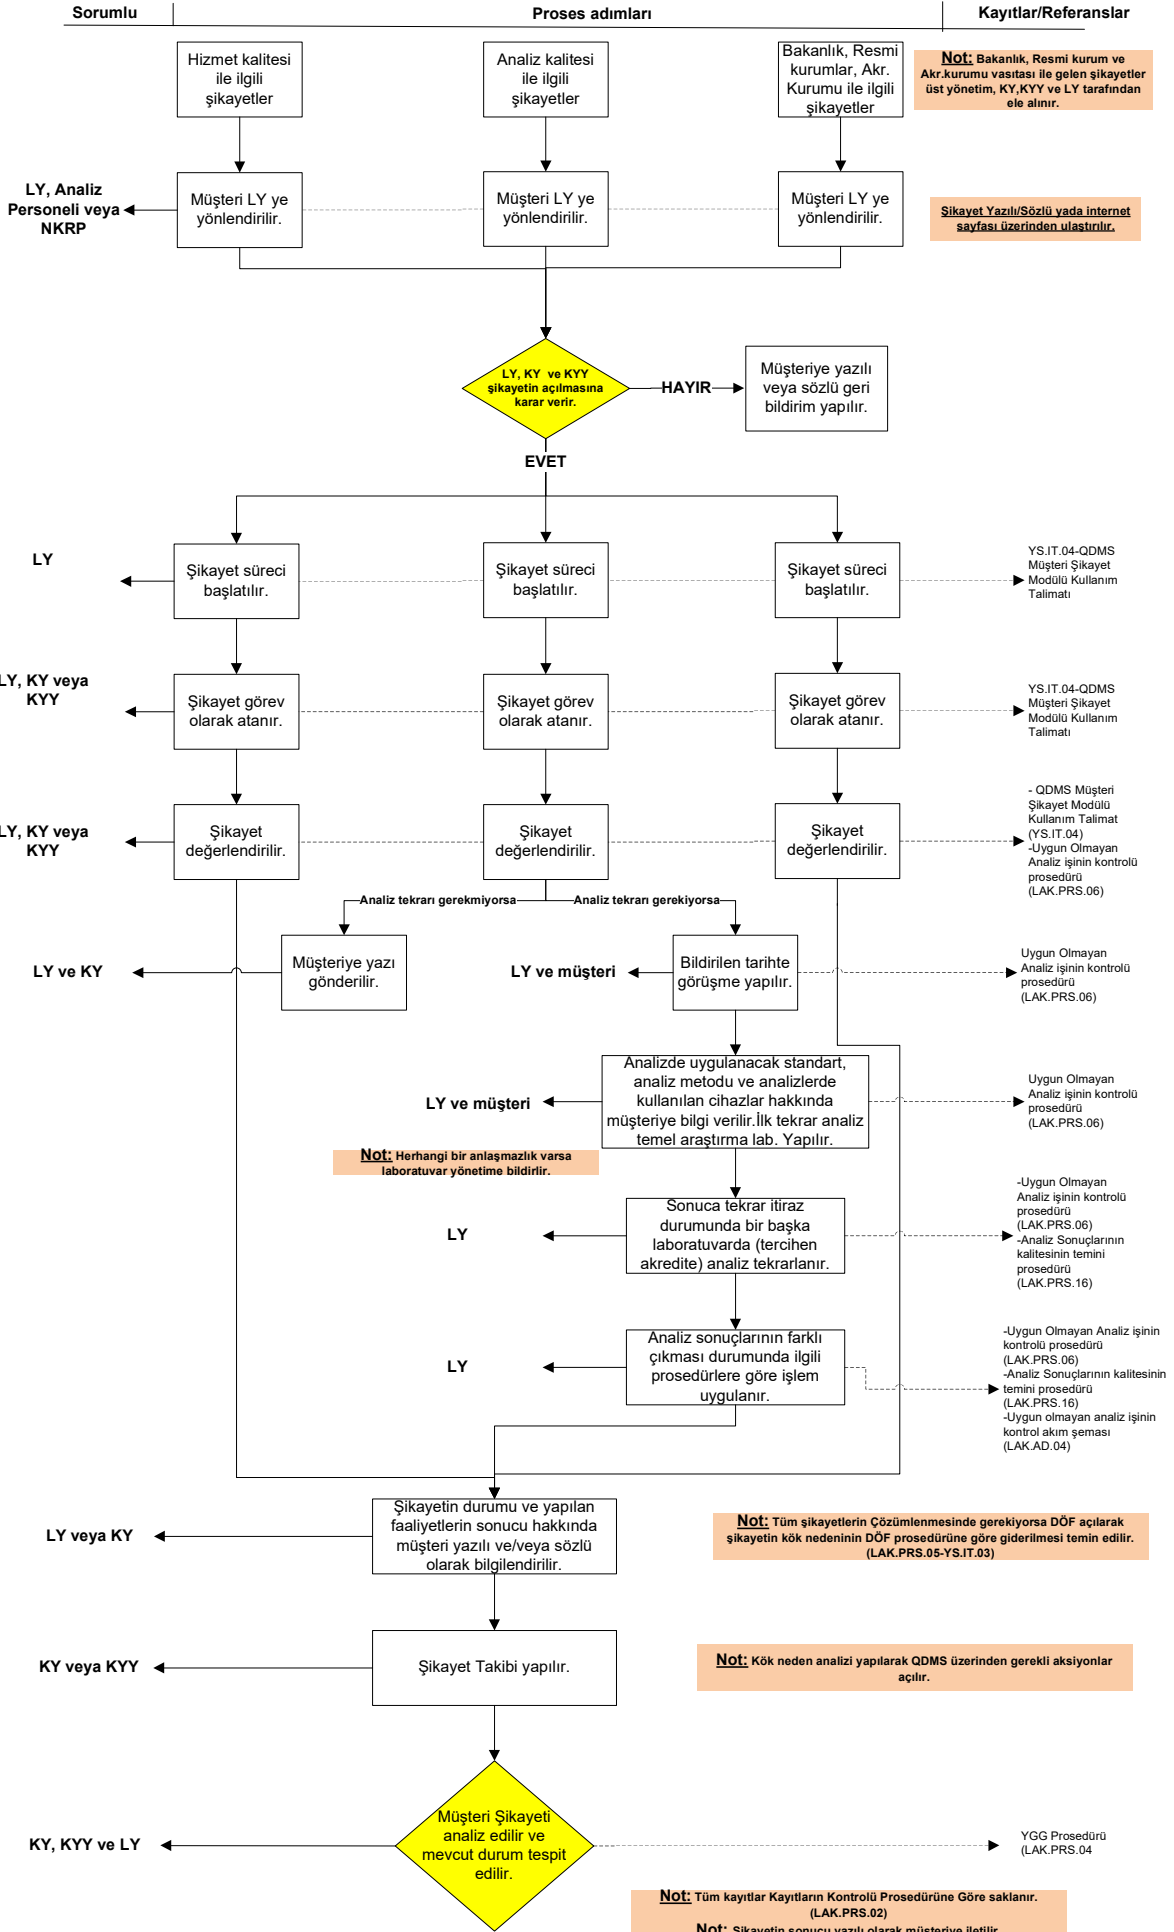 Sorumlu
Proses adımları
Kayıtlar/Referanslar
Hizmet kalitesi
ile ilgili
şikayetler
Analiz kalitesi
ile ilgili
şikayetler
Bakanlık, Resmi
kurumlar, Akr.
Kurumu ile ilgili
şikayetler
Not: Bakanlık, Resmi kurum ve
Akr.kurumu vasıtası ile gelen şikayetler
üst yönetim, KY,KYY ve LY tarafından
ele alınır.
LY, Analiz
Personeli veya
NKRP
Müşteri LY ye
yönlendirilir.
Müşteri LY ye
yönlendirilir.
Müşteri LY ye
yönlendirilir.
Şikayet Yazılı/Sözlü yada internet
sayfası üzerinden ulaştırılır.
LY, KY ve KYY
şikayetin açılmasına
karar verir.
HAYIR
Müşteriye yazılı
veya sözlü geri
bildirim yapılır.
EVET
LY
Şikayet süreci
başlatılır.
Şikayet süreci
başlatılır.
Şikayet süreci
başlatılır.
YS.IT.04-QDMS
Müşteri Şikayet
Modülü Kullanım
Talimatı
LY, KY veya
KYY
Şikayet görev
olarak atanır.
Şikayet görev
olarak atanır.
Şikayet görev
olarak atanır.
YS.IT.04-QDMS
Müşteri Şikayet
Modülü Kullanım
Talimatı
LY, KY veya
KYY
Şikayet
değerlendirilir.
Şikayet
değerlendirilir.
Şikayet
değerlendirilir.
- QDMS Müşteri
Şikayet Modülü
Kullanım Talimat
(YS.IT.04)
-Uygun Olmayan
Analiz işinin kontrolü
prosedürü
(LAK.PRS.06)
Analiz tekrarı gerekmiyorsa
Analiz tekrarı gerekiyorsa
LY ve KY
Müşteriye yazı
gönderilir.
LY ve müşteri
Bildirilen tarihte
görüşme yapılır.
Uygun Olmayan
Analiz işinin kontrolü
prosedürü
(LAK.PRS.06)
LY ve müşteri
Analizde uygulanacak standart,
analiz metodu ve analizlerde
kullanılan cihazlar hakkında
müşteriye bilgi verilir.İlk tekrar analiz
temel araştırma lab. Yapılır.
Uygun Olmayan
Analiz işinin kontrolü
prosedürü
(LAK.PRS.06)
Not: Herhangi bir anlaşmazlık varsa
laboratuvar yönetime bildirlir.
LY
Sonuca tekrar itiraz
durumunda bir başka
laboratuvarda (tercihen
akredite) analiz tekrarlanır.
-Uygun Olmayan
Analiz işinin kontrolü
prosedürü
(LAK.PRS.06)
-Analiz Sonuçlarının
kalitesinin temini
prosedürü
(LAK.PRS.16)
LY
Analiz sonuçlarının farklı
çıkması durumunda ilgili
prosedürlere göre işlem
uygulanır.
-Uygun Olmayan Analiz işinin
kontrolü prosedürü
(LAK.PRS.06)
-Analiz Sonuçlarının kalitesinin
temini prosedürü
(LAK.PRS.16)
-Uygun olmayan analiz işinin
kontrol akım şeması
(LAK.AD.04)
LY veya KY
Şikayetin durumu ve yapılan
faaliyetlerin sonucu hakkında
müşteri yazılı ve/veya sözlü
olarak bilgilendirilir.
Not: Tüm şikayetlerin Çözümlenmesinde gerekiyorsa DÖF açılarak
şikayetin kök nedeninin DÖF prosedürüne göre giderilmesi temin edilir.
(LAK.PRS.05-YS.IT.03)
KY veya KYY
Şikayet Takibi yapılır.
Not: Kök neden analizi yapılarak QDMS üzerinden gerekli aksiyonlar
açılır.
KY, KYY ve LY
Müşteri Şikayeti
analiz edilir ve
mevcut durum tespit
edilir.
YGG Prosedürü
(LAK.PRS.04
Not: Tüm kayıtlar Kayıtların Kontrolü Prosedürüne Göre saklanır.
(LAK.PRS.02)
Not: Şikayetin sonucu yazılı olarak müşteriye iletilir.